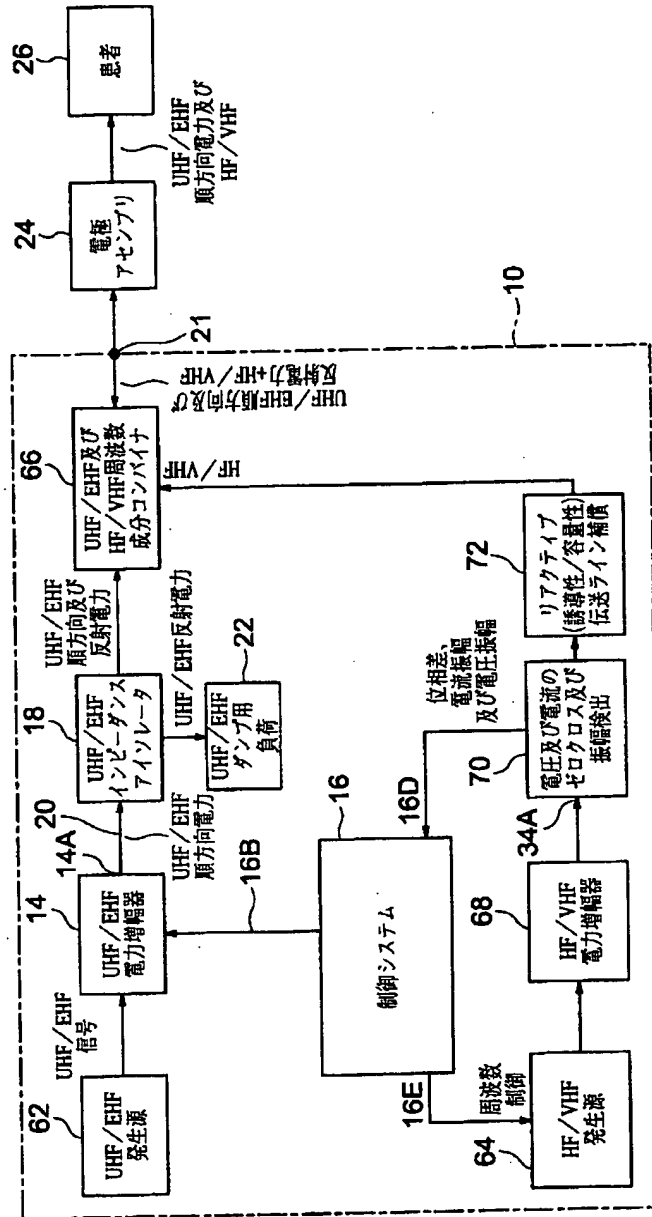 62
UHF/EHF
発生源
UHF/EHF
信号
14
UHF/EHF
電力増幅器
14A
20
UHF/EHF
順方向電力
18
UHF/EHF
インピーダンス
アイソレータ
UHF/EHF反射電力
22
UHF/EHF
ダンプ用
負荷
UHF/EHF
順方向及び
反射電力
66
UHF/EHF及び
HF/VHF周波数
成分コンバイナ
UHF/EHF順方向及び
反射電力+HF/VHF
21
24
電極
アセンブリ
UHF/EHF
順方向電力及び
HF/VHF
26
患者
10
16B
16
制御システム
16D
位相差、
電流振幅
及び電圧振幅
16E
周波数
制御
64
HF/VHF
発生源
68
HF/VHF
電力増幅器
34A
70
電圧及び電流の
ゼロクロス及び
振幅検出
72
リアクティブ
(誘導性/容量性)
伝送ライン補償
HF/VHF